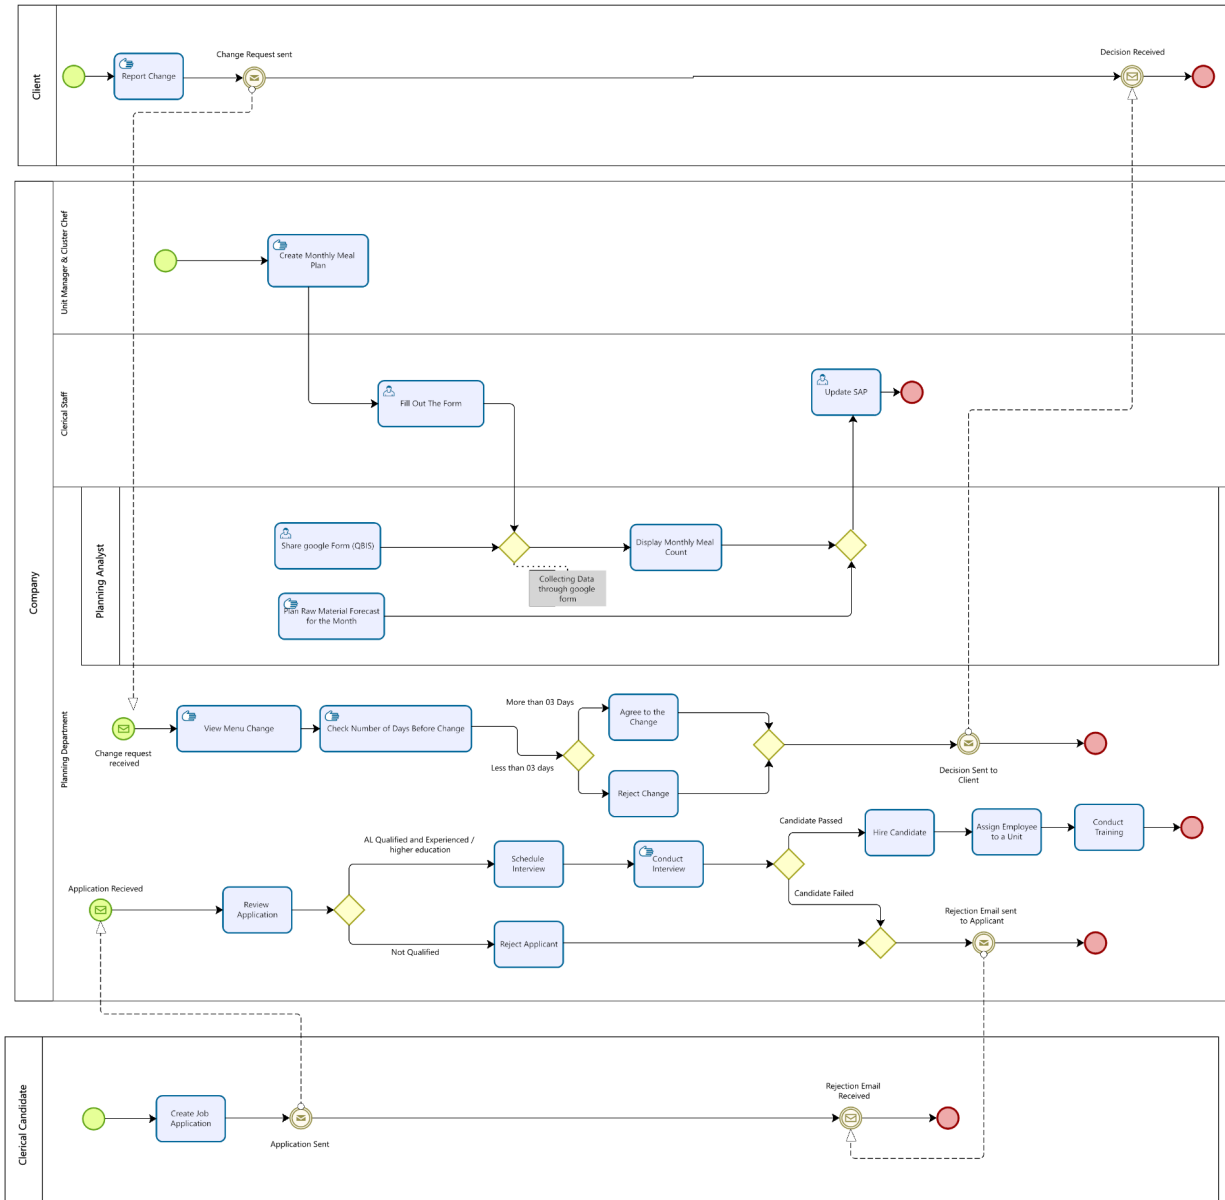 Client
Report Change
Change Request sent
Decision Received
Company
Unit Manager & Cluster Chef
Create Monthly Meal
Plan
Clerical Staff
Fill Out The Form
Update SAP
Planning Department
Planning Analyst
Share google Form (QBIS)
Display Monthly Meal
Count
Collecting Data
through google
form
Plan Raw Material Forecast
for the Month
Change request
received
View Menu Change
Check Number of Days Before Change
More than 03 Days
Less than 03 days
Agree to the
Change
Reject Change
Decision Sent to
Client
Application Recieved
Review
Application
AL Qualified and Experienced /
higher education
Not Qualified
Schedule
Interview
Conduct
Interview
Reject Applicant
Candidate Passed
Candidate Failed
Hire Candidate
Assign Employee
to a Unit
Conduct
Training
Rejection Email sent
to Applicant
Clerical Candidate
Create Job
Application
Application Sent
Rejection Email
Received